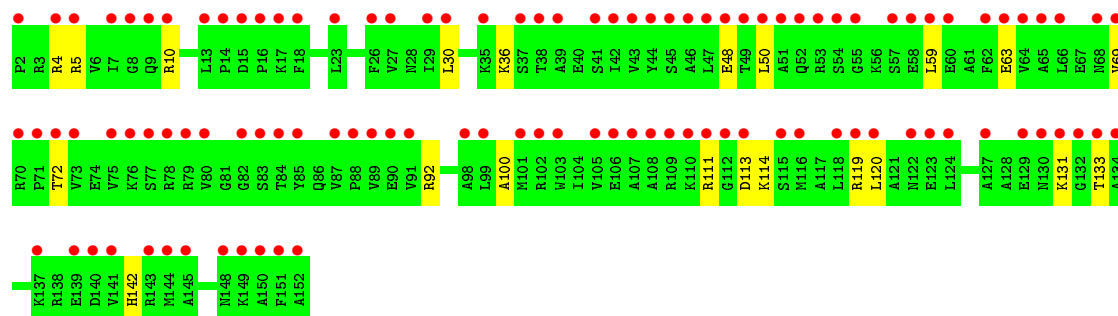 P2 R3 R4 R5 V6 I7 G8 Q9 R10 L13 P14 D15 P16 K17 F18 L23 F26 V27 N28 I29 L30 K35 K36 S37 T38 A39 E40 S41 I42 V43 Y44 S45 A46 L47 E48 T49 L50 A51 Q52 R53 S54 G55 K56 S57 E58 L59 E60 A61 F62 E63 V64 A65 L66 E67 N68 V69
R70 P71 T72 V73 E74 V75 K76 S77 R78 R79 V80 G81 G82 S83 T84 Y85 Q86 V87 P88 V89 E90 V91 R92 A98 L99 A100 M101 R102 W103 I104 V105 E106 A107 A108 R109 K110 R111 G112 D113 K114 S115 M116 A117 L118 R119 L120 A121 N122 E123 L124 A127 A128 E129 N130 K131 G132 T133 A134
K137 R138 E139 D140 V141 H142 R143 M144 A145 N148 K149 A150 F151 A152